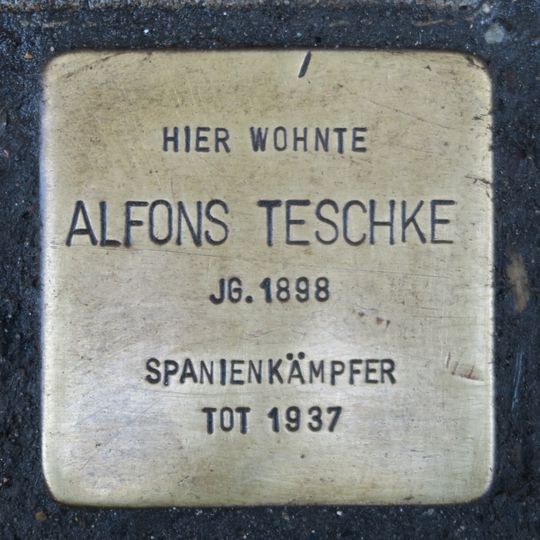 HIER WOHNTE
ALFONS TESCHKE
JG. 1898
SPANIENKÄMPFER
TOT 1937